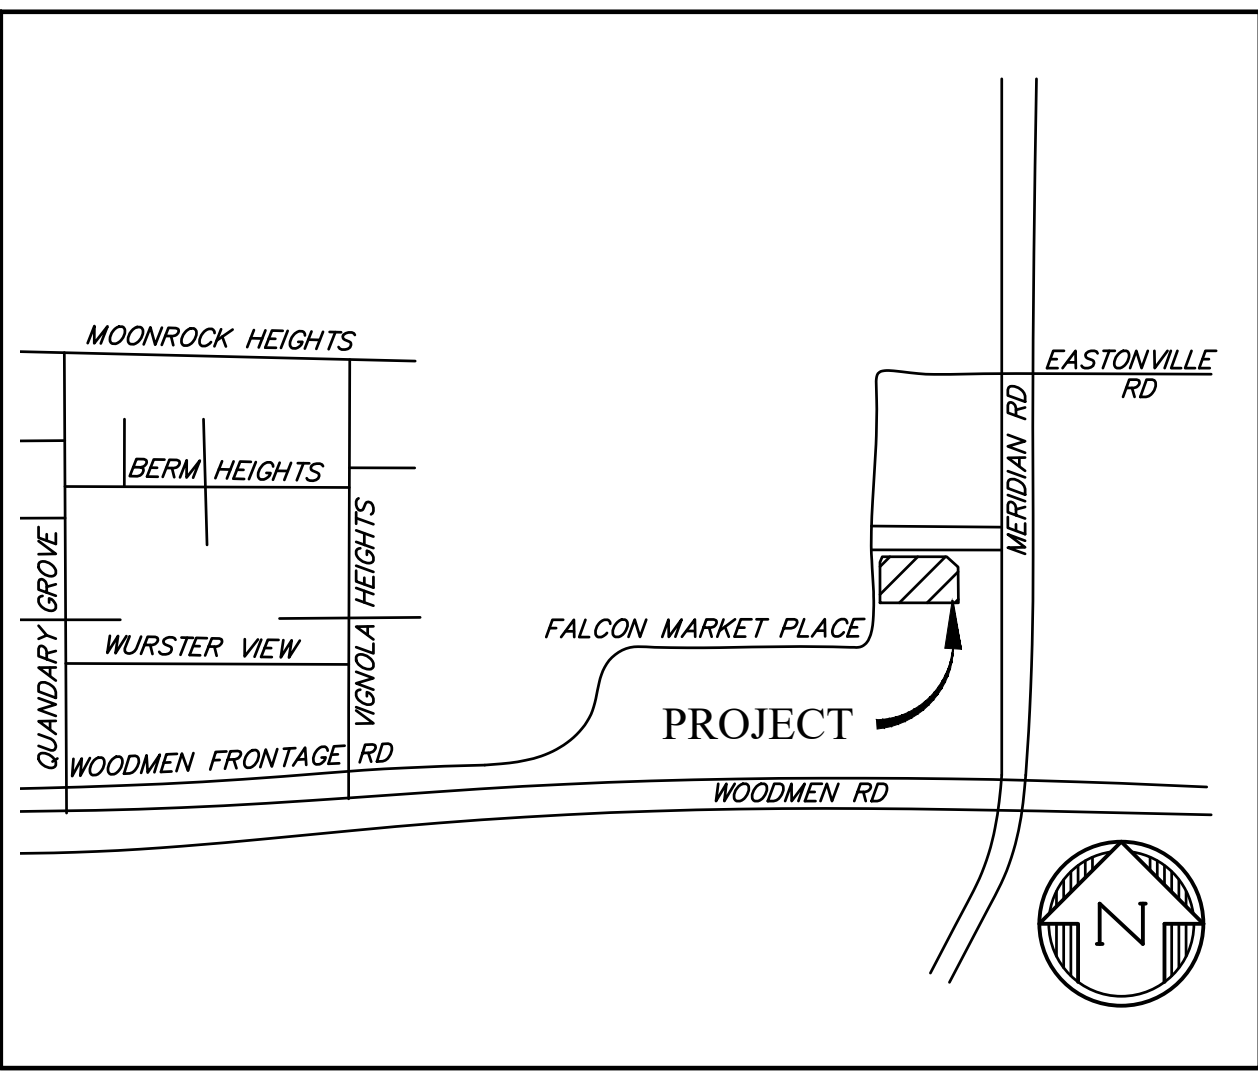 MOONROCK HEIGHTS
EASTONVILLE
RD
MERIDIAN RD
BERM HEIGHTS
VIGNOLA HEIGHTS
QUANDARY GROVE
FALCON MARKET PLACE
WURSTER VIEW
PROJECT
WOODMEN FRONTAGE RD
WOODMEN RD
N